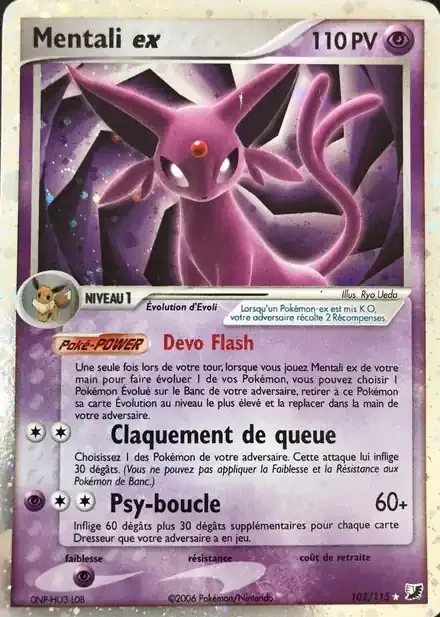 Mentali ex 110 PV
Illus. Ryo Ueda
NIVEAU 1
Évolution d'Evoli
Lorsqu'un Pokémon-ex est mis K.O,
votre adversaire récolte 2 Récompenses.
Poké-POWER Devo Flash
Une seule fois lors de votre tour, lorsque vous jouez Mentali ex de votre
main pour faire évoluer 1 de vos Pokémon, vous pouvez choisir 1
Pokémon Évolué sur le Banc de votre adversaire, retirer à ce Pokémon
sa carte Évolution au niveau le plus élevé et la replacer dans la main de
votre adversaire.
Claquement de queue
Choisissez 1 des Pokémon de votre adversaire. Cette attaque lui inflige
30 dégâts. (Vous ne pouvez pas appliquer la Faiblesse et la Résistance aux
Pokémon de Banc.)
Psy-boucle 60+
Inflige 60 dégâts plus 30 dégâts supplémentaires pour chaque carte
Dresseur que votre adversaire a en jeu.
faiblesse résistance coût de retraite
©2006 Pokémon/Nintendo 102/115